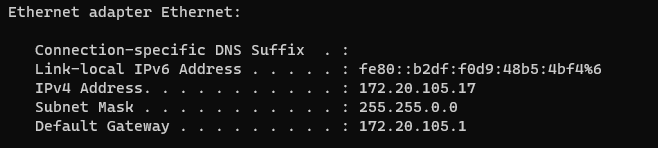 Ethernet adapter Ethernet:
Connection-specific DNS Suffix  . :
Link-local IPv6 Address . . . . . : fe80::b2df:f0d9:48b5:4bf4%6
IPv4 Address. . . . . . . . . . . : 172.20.105.17
Subnet Mask . . . . . . . . . . . : 255.255.0.0
Default Gateway . . . . . . . . . : 172.20.105.1